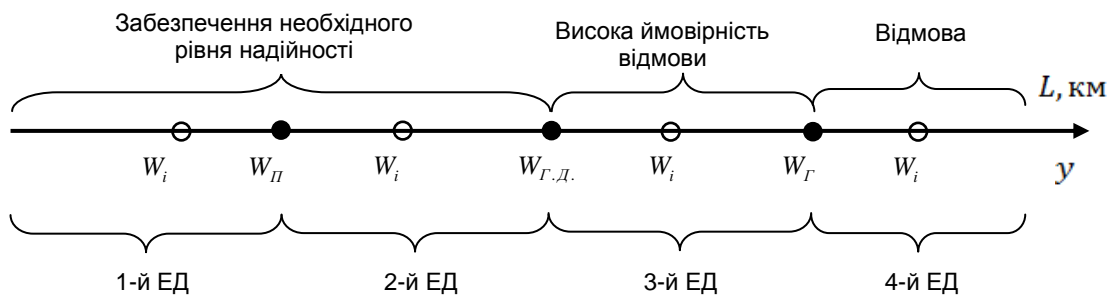 Забезпечення необхідного
рівня надійності
Висока ймовірність
відмови
Відмова
L, км
W_i
W_П
W_i
W_Г.Д.
W_i
W_Г
W_i
y
1-й ЕД
2-й ЕД
3-й ЕД
4-й ЕД